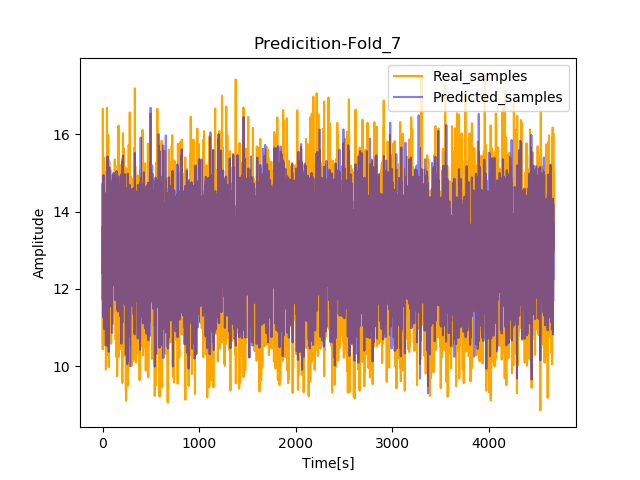 Predicition-Fold_7
Real_samples
Predicted_samples
Amplitude
16
14
12
10
0
1000
2000
3000
4000
Time[s]